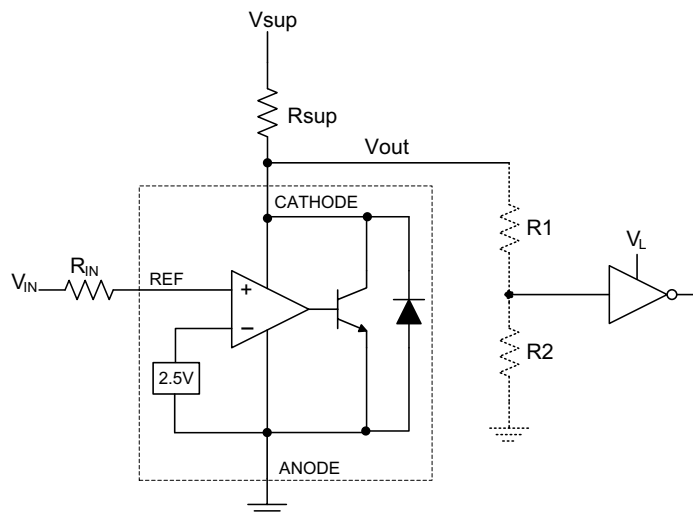 Vsup
Rsup
Vout
CATHODE
R1
RIN
VL
VIN
REF
+
−
R2
2.5V
ANODE